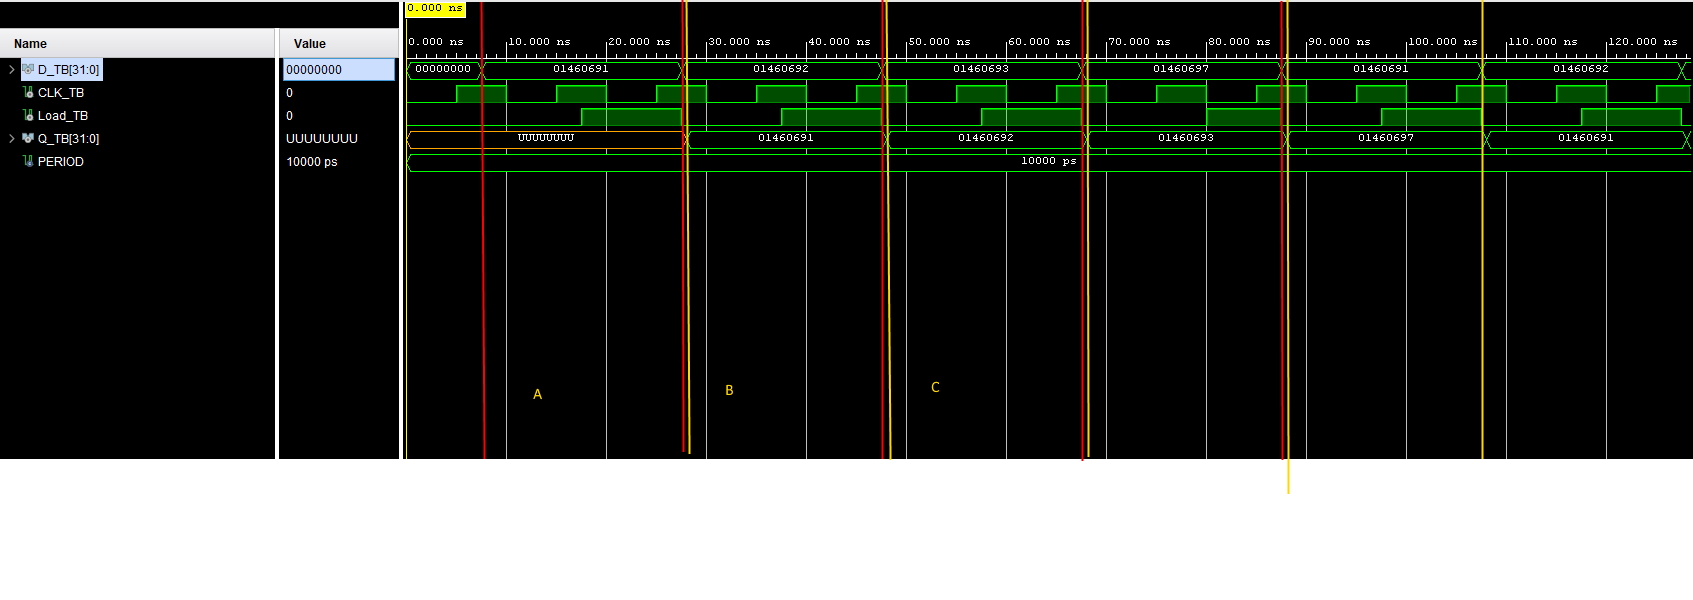 0.000 ns
Name Value 0.000 ns 10.000 ns 20.000 ns 30.000 ns 40.000 ns 50.000 ns 60.000 ns 70.000 ns 80.000 ns 90.000 ns 100.000 ns 110.000 ns 120.000 ns
D_TB[31:0] 00000000 00000000 01460691 01460692 01460693 01460697 01460691 01460692
CLK_TB 0
Load_TB 0
Q_TB[31:0] UUUUUUUU UUUUUUUU 01460691 01460692 01460693 01460697 01460691
PERIOD 10000 ps 10000 ps
A B C